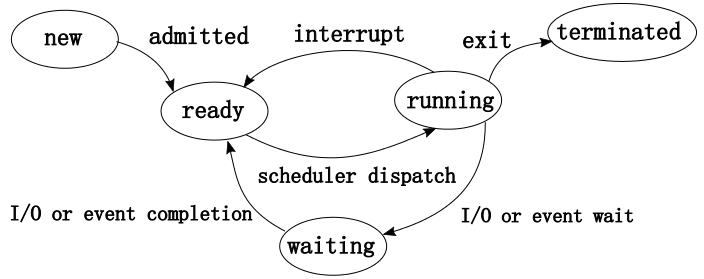 new
admitted
interrupt
exit
terminated
ready
running
scheduler dispatch
I/O or event completion
I/O or event wait
waiting